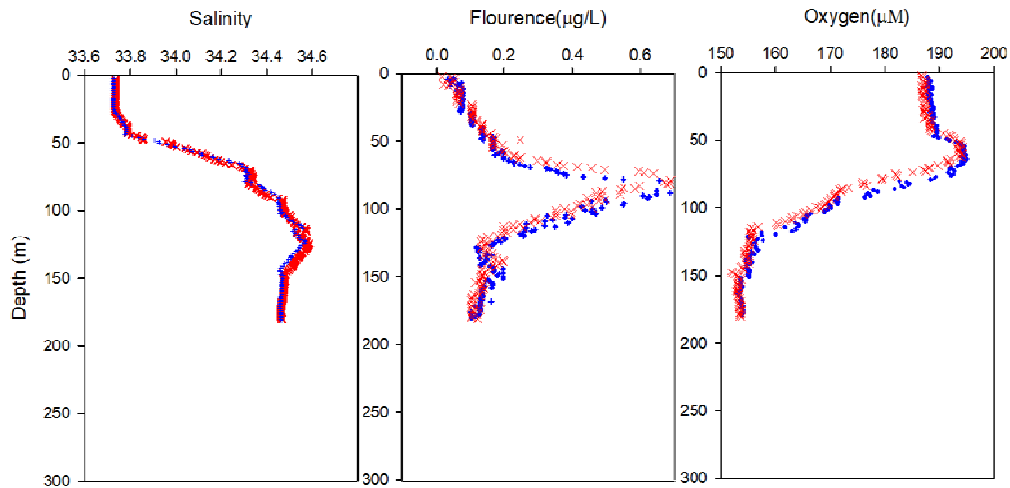 Salinity
Flourence(µg/L)
Oxygen(µM)
33.6 33.8 34.0 34.2 34.4 34.6
0.0 0.2 0.4 0.6
150 160 170 180 190 200
0 0 0
50 50 50
100 100 100
150 150 150
200 200 200
250 250 250
300 300 300
Depth (m)